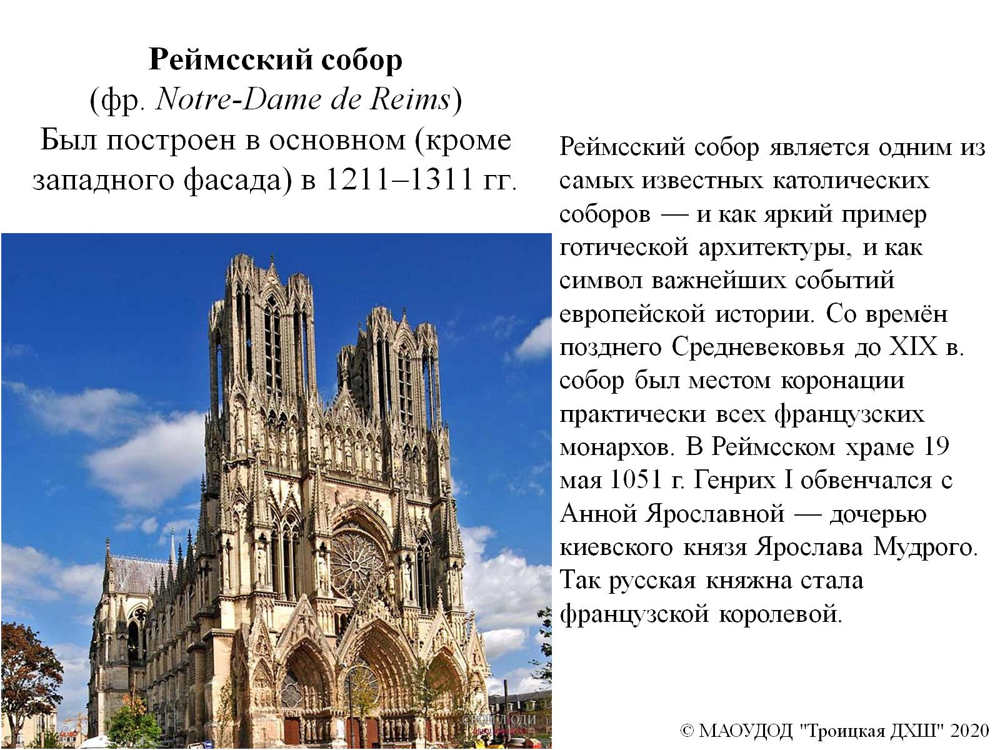 Реймсский собор
(фр. Notre-Dame de Reims)
Был построен в основном (кроме
западного фасада) в 1211–1311 гг.
Реймсский собор является одним из
самых известных католических
соборов — и как яркий пример
готической архитектуры, и как
символ важнейших событий
европейской истории. Со времён
позднего Средневековья до XIX в.
собор был местом коронации
практически всех французских
монархов. В Реймсском храме 19
мая 1051 г. Генрих I обвенчался с
Анной Ярославной — дочерью
киевского князя Ярослава Мудрого.
Так русская княжна стала
французской королевой.
СВОИ ЛЮДИ
© МАОУДОД "Троицкая ДХШ" 2020